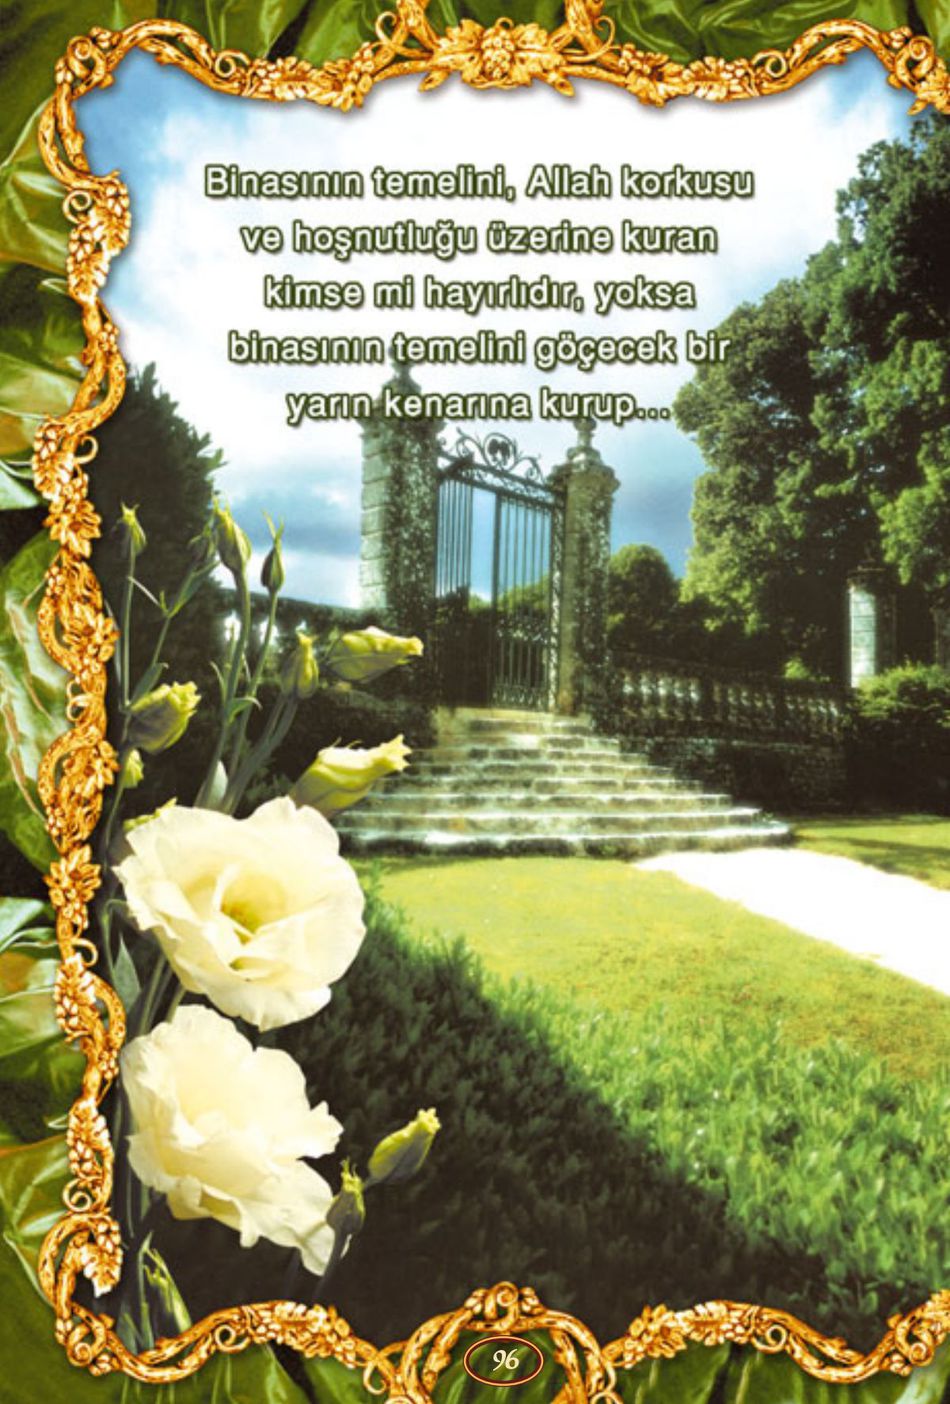 Binasının temelini, Allah korkusu
ve hoşnutluğu üzerine kuran
kimse mi hayırlıdır, yoksa
binasının temelini göçecek bir
yarın kenarına kurup...
96